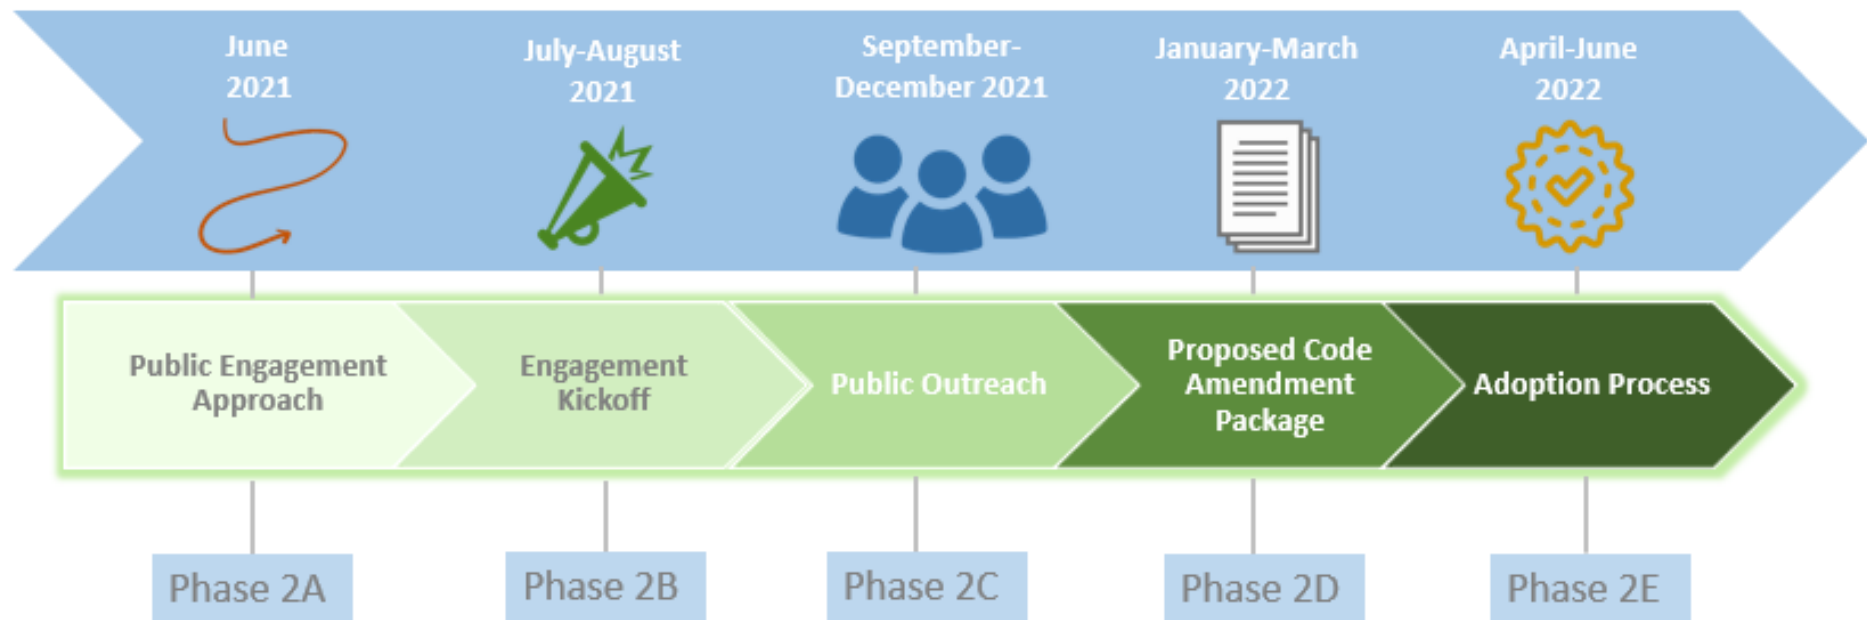 June
2021
July-August
2021
September-
December 2021
January-March
2022
April-June
2022
Public Engagement
Approach
Engagement
Kickoff
Public Outreach
Proposed Code
Amendment
Package
Adoption Process
Phase 2A
Phase 2B
Phase 2C
Phase 2D
Phase 2E